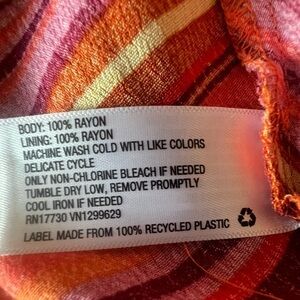 BODY: 100% RAYON
LINING: 100% RAYON
MACHINE WASH COLD WITH LIKE COLORS
DELICATE CYCLE
ONLY NON-CHLORINE BLEACH IF NEEDED
TUMBLE DRY LOW, REMOVE PROMPTLY
COOL IRON IF NEEDED
RN17730 VN1299629
LABEL MADE FROM 100% RECYCLED PLASTIC